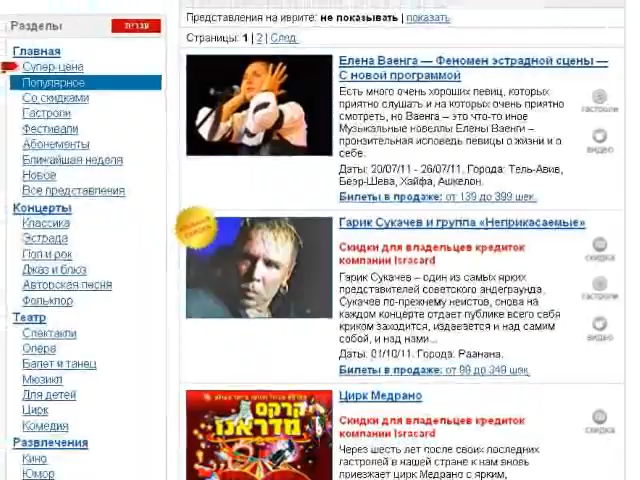 Разделы
עברית
Главная
Супер-цена
Популярное
Со скидками
Гастроли
Фестивали
Абонементы
Ближайшая неделя
Новое
Все представления
Концерты
Классика
Эстрада
Поп и рок
Джаз и блюз
Авторская песня
Фольклор
Театр
Спектакли
Опера
Балет и танец
Мюзикл
Для детей
Цирк
Комедия
Развлечения
Кино
Юмор
Представления на иврите: не показывать | показать
Страницы: 1 | 2 | След.
Елена Ваенга — Феномен эстрадной сцены —
С новой программой
Есть много очень хороших певиц, которых
приятно слушать и на которых очень приятно
смотреть, но Ваенга – это что-то иное
Музыкальные новеллы Елены Ваенги –
пронзительная исповедь певицы о жизни и о
себе.
Даты: 20/07/11 - 26/07/11. Города: Тель-Авив,
Беэр-Шева, Хайфа, Ашкелон.
Билеты в продаже: от 139 до 399 шек.
гастроли
видео
Гарик Сукачев и группа «Неприкасаемые»
Скидки для владельцев кредиток
компании Isracard
Гарик Сукачев – один из самых ярких
представителей советского андерграунда.
Сукачев по-прежнему неистов, снова на
каждом концерте отдает публике всего себя
криком заходится, издевается и над самим
собой, и над нами...
Даты: 01/10/11. Города: Раанана.
Билеты в продаже: от 99 до 349 шек.
скидка
гастроли
видео
קרקס
מדראנו
Цирк Медрано
Скидки для владельцев кредиток
компании Isracard
Через шесть лет после своих последних
гастролей в нашей стране к нам вновь
приезжает цирк Медрано с ярким,
скидка